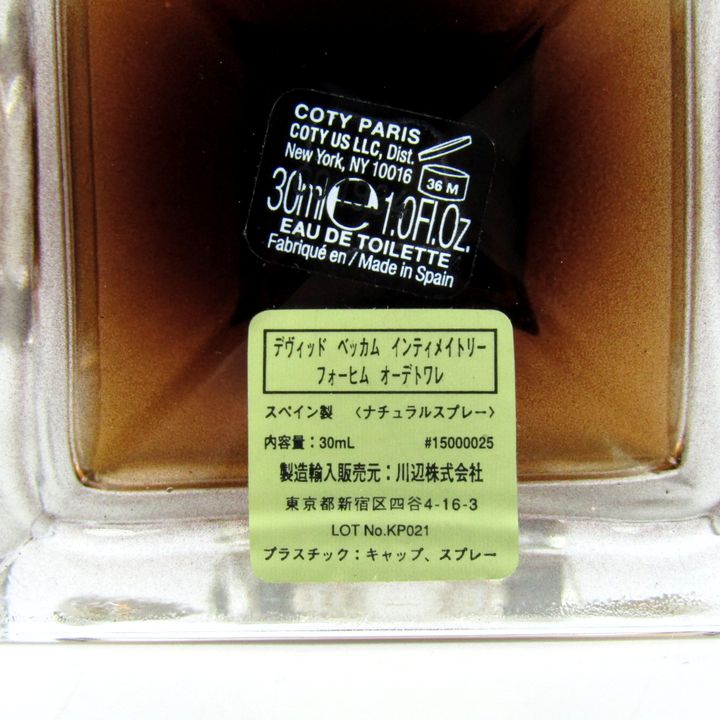 COTY PARIS
COTY US LLC, Dist.
New York, NY 10016
36 M
30ml e 1.0Fl.Oz.
EAU DE TOILETTE
Fabriqué en / Made in Spain
デヴィッド ベッカム インティメイトリー
フォーヒム オーデトワレ
スペイン製 〈ナチュラルスプレー〉
内容量:30mL #15000025
製造輸入販売元:川辺株式会社
東京都新宿区四谷4-16-3
LOT No.KP021
プラスチック:キャップ、スプレー